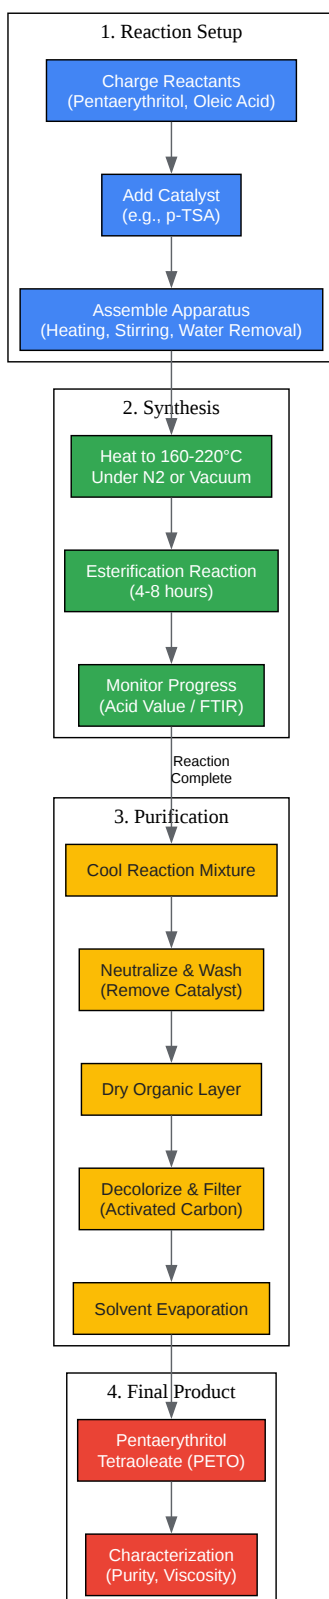 1. Reaction Setup
Charge Reactants
(Pentaerythritol, Oleic Acid)
Add Catalyst
(e.g., p-TSA)
Assemble Apparatus
(Heating, Stirring, Water Removal)
2. Synthesis
Heat to 160-220°C
Under N2 or Vacuum
Esterification Reaction
(4-8 hours)
Monitor Progress
(Acid Value / FTIR)
Reaction
Complete
3. Purification
Cool Reaction Mixture
Neutralize & Wash
(Remove Catalyst)
Dry Organic Layer
Decolorize & Filter
(Activated Carbon)
Solvent Evaporation
4. Final Product
Pentaerythritol
Tetraoleate (PETO)
Characterization
(Purity, Viscosity)